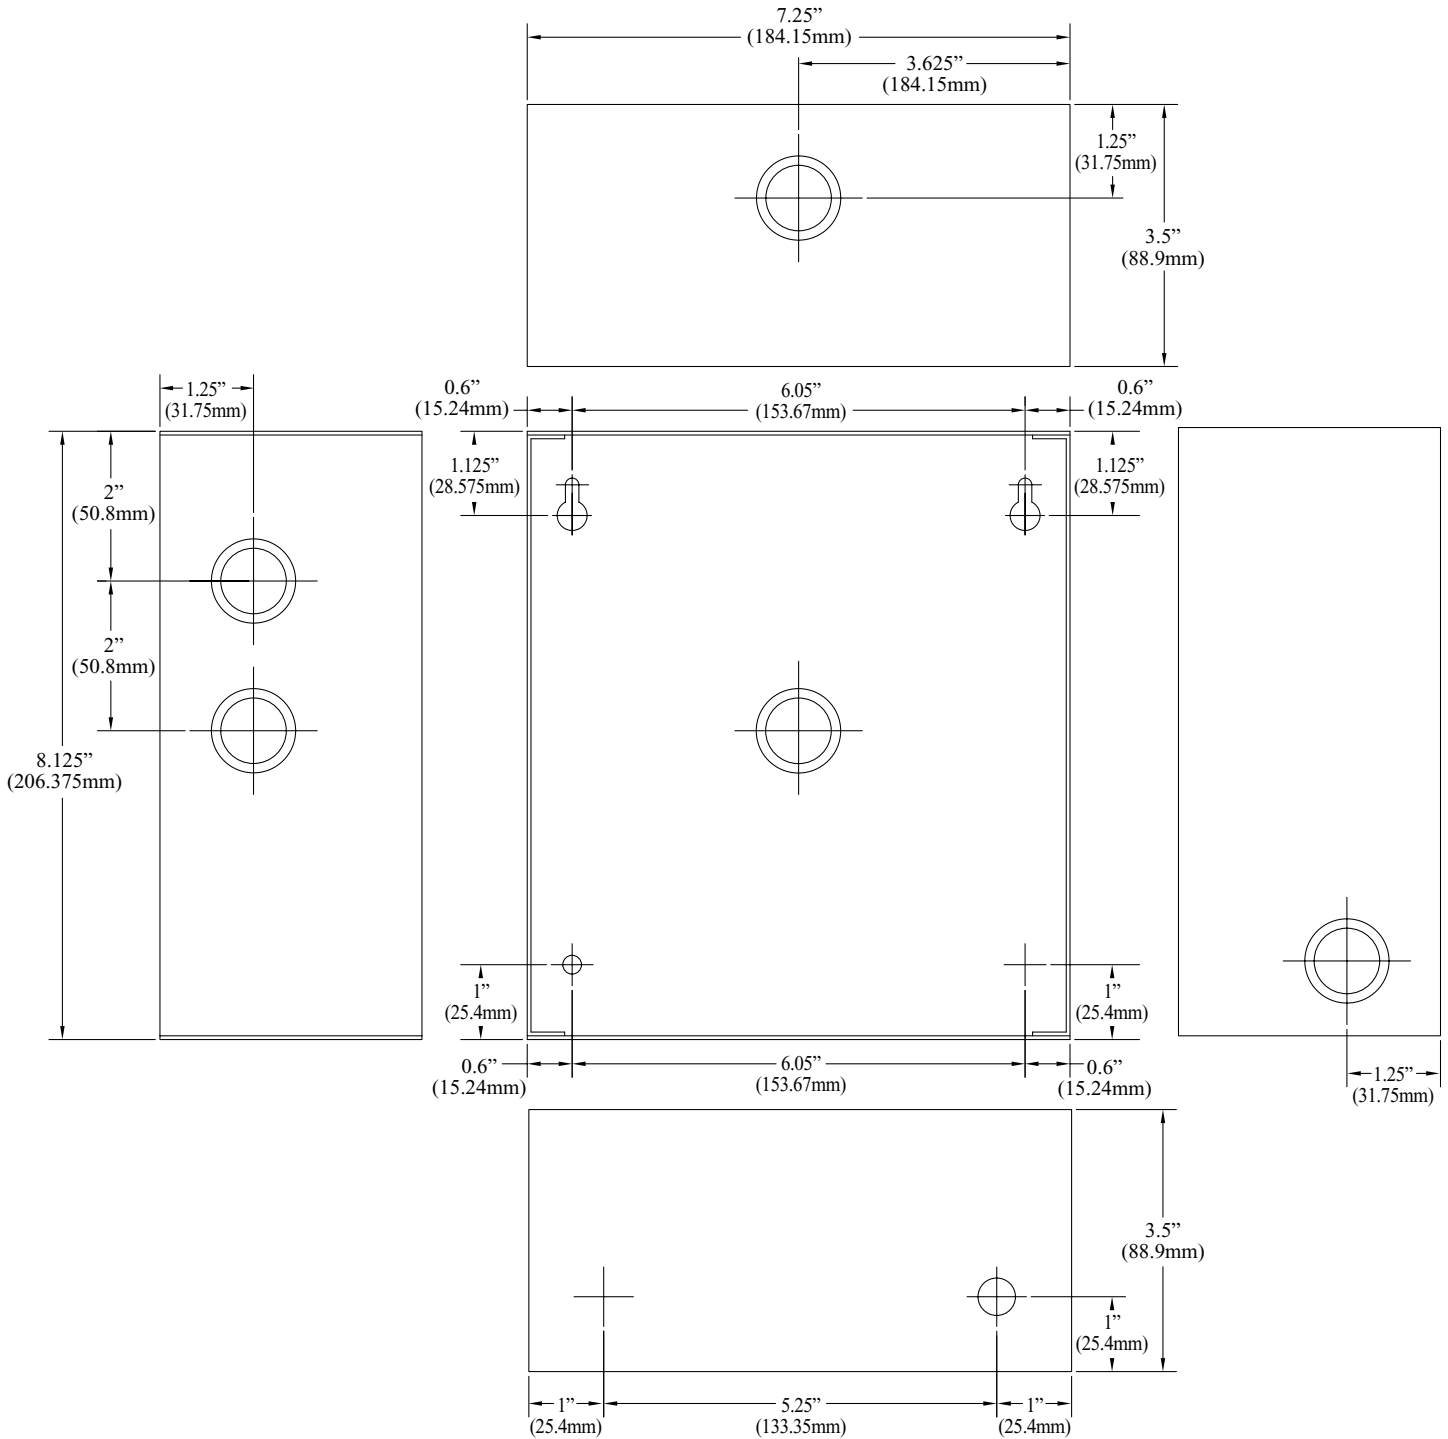 7.25”
(184.15mm)
3.625”
(184.15mm)
1.25”
(31.75mm)
3.5”
(88.9mm)
1.25”
(31.75mm)
0.6”
(15.24mm)
6.05”
(153.67mm)
0.6”
(15.24mm)
2”
(50.8mm)
1.125”
(28.575mm)
1.125”
(28.575mm)
2”
(50.8mm)
8.125”
(206.375mm)
1”
(25.4mm)
1”
(25.4mm)
0.6”
(15.24mm)
6.05”
(153.67mm)
0.6”
(15.24mm)
1.25”
(31.75mm)
3.5”
(88.9mm)
1”
(25.4mm)
1”
(25.4mm)
5.25”
(133.35mm)
1”
(25.4mm)